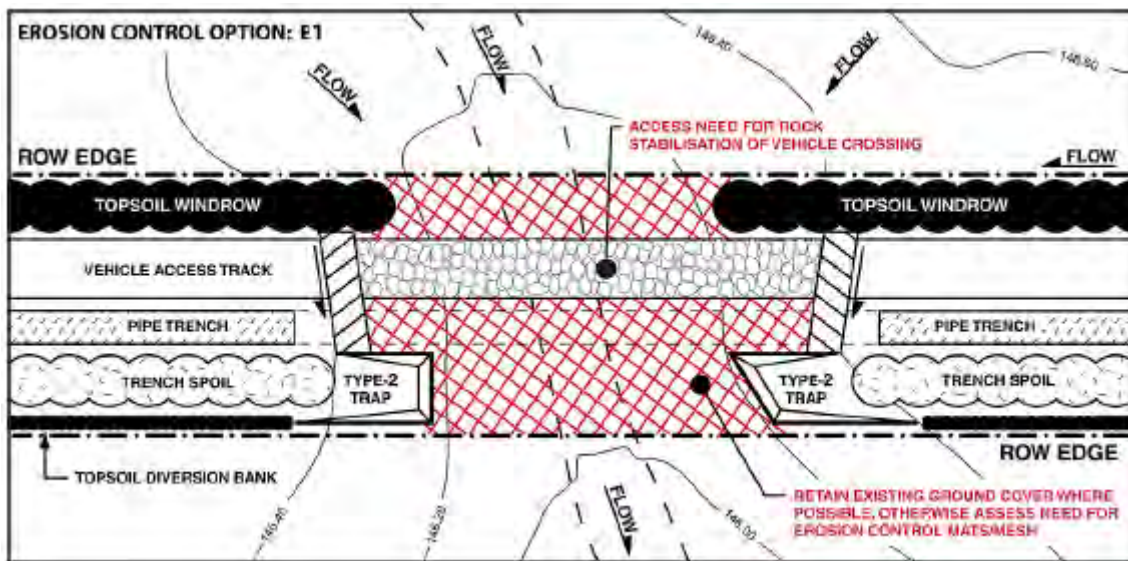 EROSION CONTROL OPTION: E1
FLOW
FLOW
FLOW
146.40
146.60
ACCESS NEED FOR ROCK
STABILISATION OF VEHICLE CROSSING
ROW EDGE
FLOW
TOPSOIL WINDROW
TOPSOIL WINDROW
VEHICLE ACCESS TRACK
PIPE TRENCH
PIPE TRENCH
TRENCH SPOIL
TYPE-2
TRAP
TYPE-2
TRAP
TRENCH SPOIL
ROW EDGE
TOPSOIL DIVERSION BANK
FLOW
RETAIN EXISTING GROUND COVER WHERE
POSSIBLE, OTHERWISE ASSESS NEED FOR
EROSION CONTROL MATS/MESH
146.20
146.00